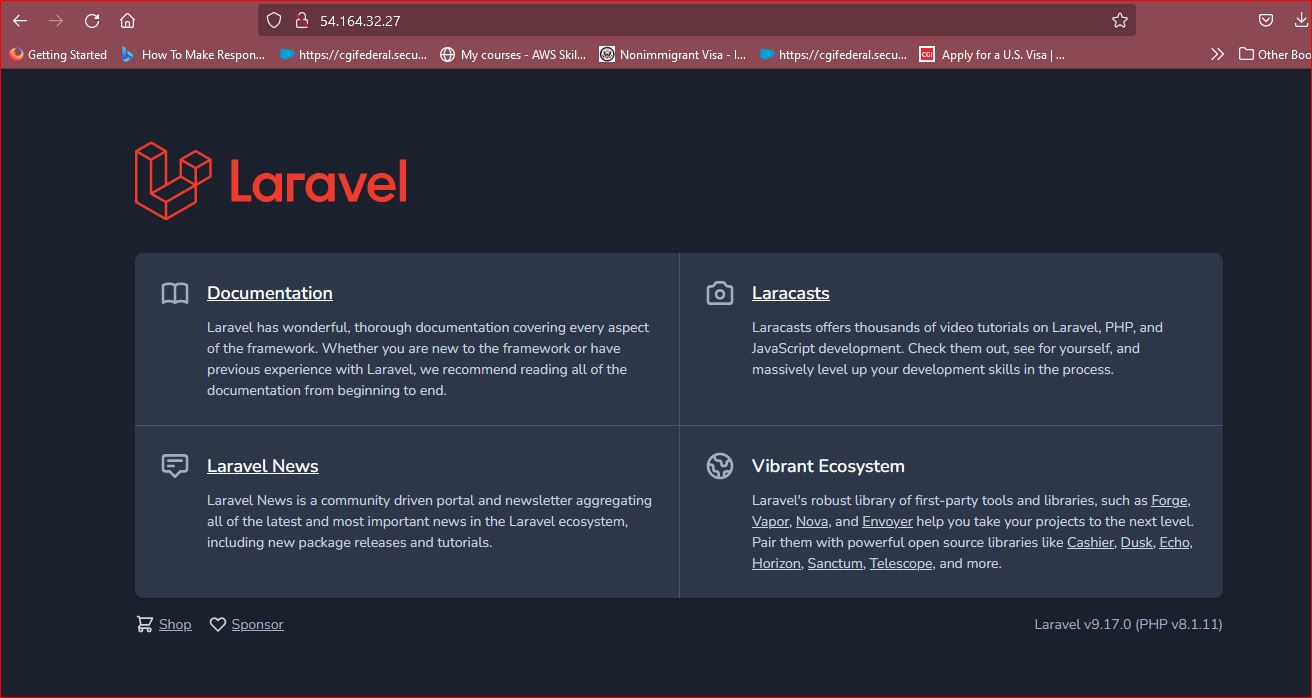 54.164.32.27
Getting Started
How To Make Respon...
https://cgifederal.secu...
My courses - AWS Skil...
Nonimmigrant Visa - I...
https://cgifederal.secu...
CGI
Apply for a U.S. Visa | ...
Other Boo
Laravel
Documentation
Laravel has wonderful, thorough documentation covering every aspect
of the framework. Whether you are new to the framework or have
previous experience with Laravel, we recommend reading all of the
documentation from beginning to end.
Laracasts
Laracasts offers thousands of video tutorials on Laravel, PHP, and
JavaScript development. Check them out, see for yourself, and
massively level up your development skills in the process.
Laravel News
Laravel News is a community driven portal and newsletter aggregating
all of the latest and most important news in the Laravel ecosystem,
including new package releases and tutorials.
Vibrant Ecosystem
Laravel's robust library of first-party tools and libraries, such as Forge,
Vapor, Nova, and Envoyer help you take your projects to the next level.
Pair them with powerful open source libraries like Cashier, Dusk, Echo,
Horizon, Sanctum, Telescope, and more.
Shop
Sponsor
Laravel v9.17.0 (PHP v8.1.11)